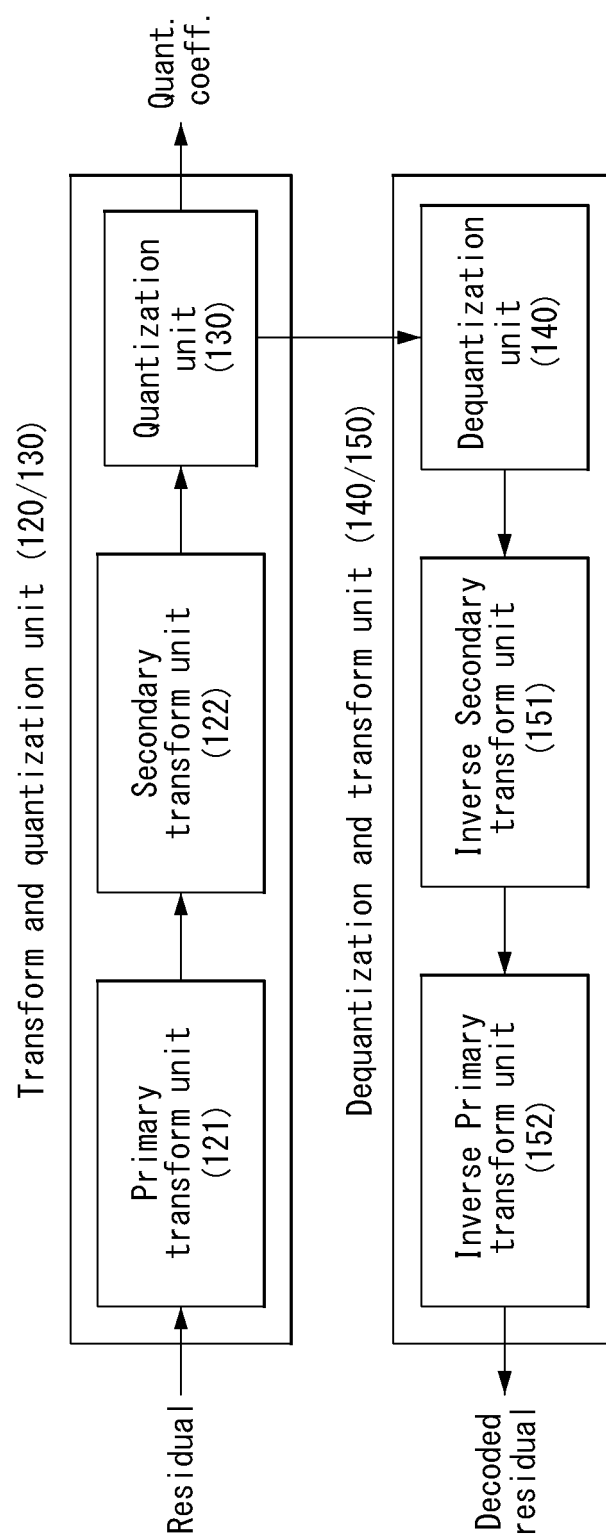 Transform and quantization unit (120/130)
Residual
Primary
transform unit
(121)
Secondary
transform unit
(122)
Quantization
unit
(130)
Quant.
coeff.
Dequantization and transform unit (140/150)
Decoded
residual
Inverse Primary
transform unit
(152)
Inverse Secondary
transform unit
(151)
Dequantization
unit
(140)